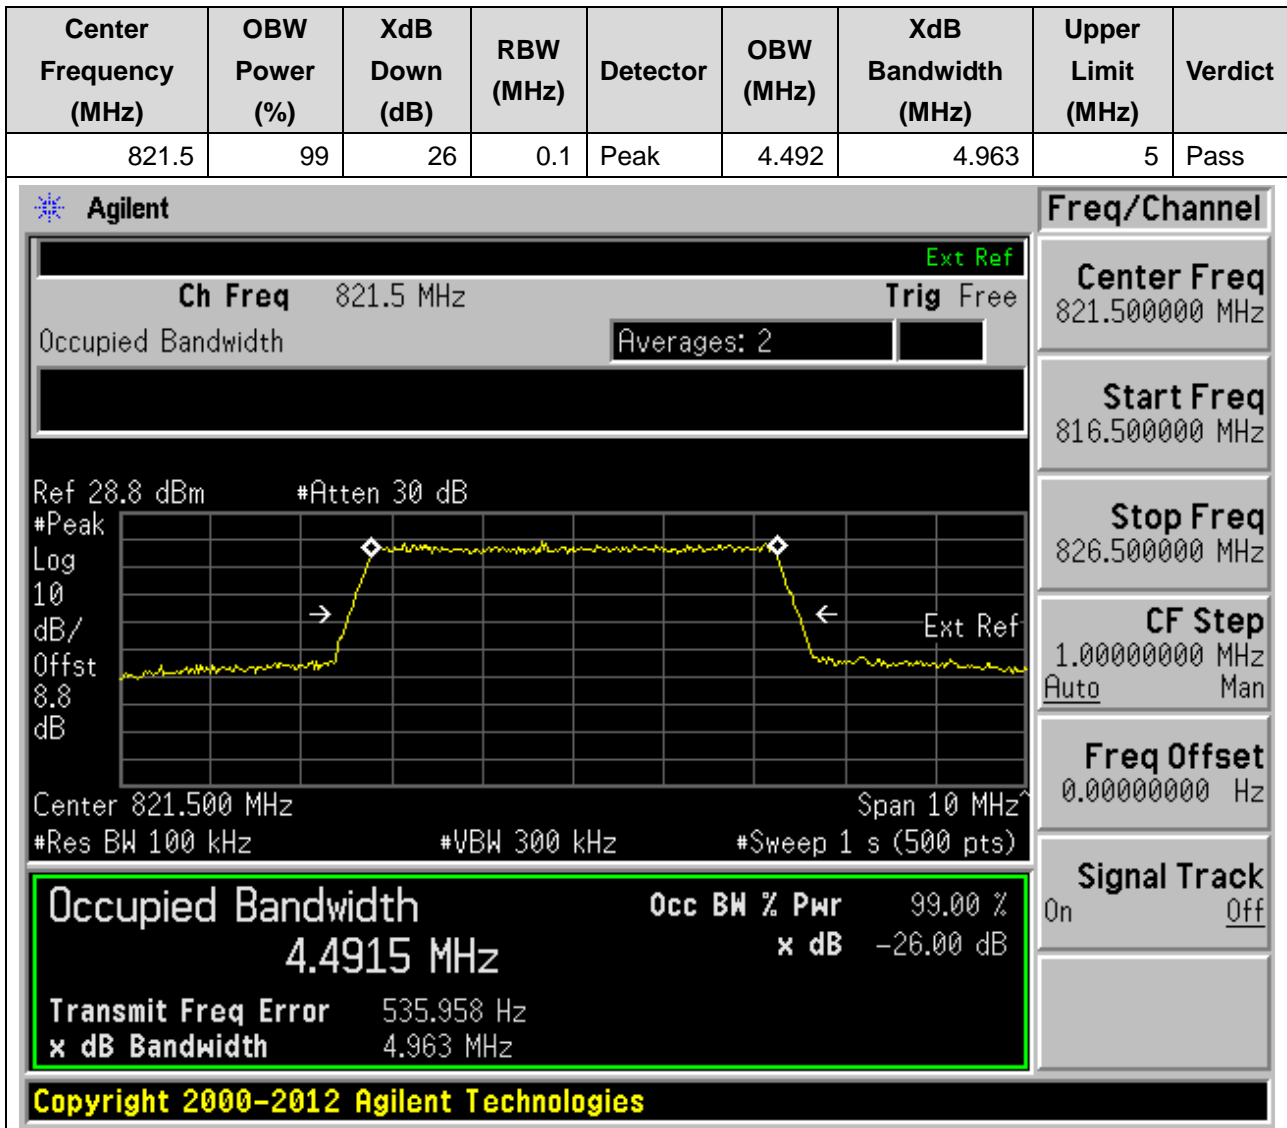 Center Frequency (MHz) OBW Power (%) XdB Down (dB) RBW (MHz) Detector OBW (MHz) XdB Bandwidth (MHz) Upper Limit (MHz) Verdict
821.5 99 26 0.1 Peak 4.492 4.963 5 Pass
Agilent
Freq/Channel
Ext Ref
Ch Freq 821.5 MHz Trig Free
Occupied Bandwidth Averages: 2
Center Freq
821.500000 MHz
Start Freq
816.500000 MHz
Stop Freq
826.500000 MHz
CF Step
1.00000000 MHz
Auto Man
Freq Offset
0.00000000 Hz
Signal Track
On Off
Ref 28.8 dBm #Atten 30 dB
#Peak
Log
10
dB/
Offst
8.8
dB
Ext Ref
Center 821.500 MHz Span 10 MHz^
#Res BW 100 kHz #VBW 300 kHz #Sweep 1 s (500 pts)
Occupied Bandwidth
4.4915 MHz
Occ BW % Pwr 99.00 %
x dB -26.00 dB
Transmit Freq Error 535.958 Hz
x dB Bandwidth 4.963 MHz
Copyright 2000-2012 Agilent Technologies